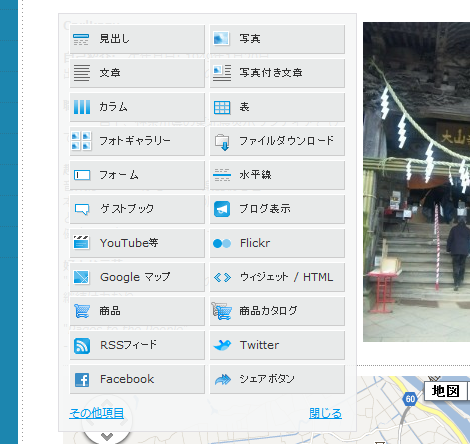 見出し
写真
文章
写真付き文章
カラム
表
フォトギャラリー
ファイルダウンロード
フォーム
水平線
ゲストブック
ブログ表示
YouTube等
Flickr
Google マップ
ウィジェット / HTML
商品
商品カタログ
RSSフィード
Twitter
Facebook
シェアボタン
その他項目
閉じる
大山
地図
60